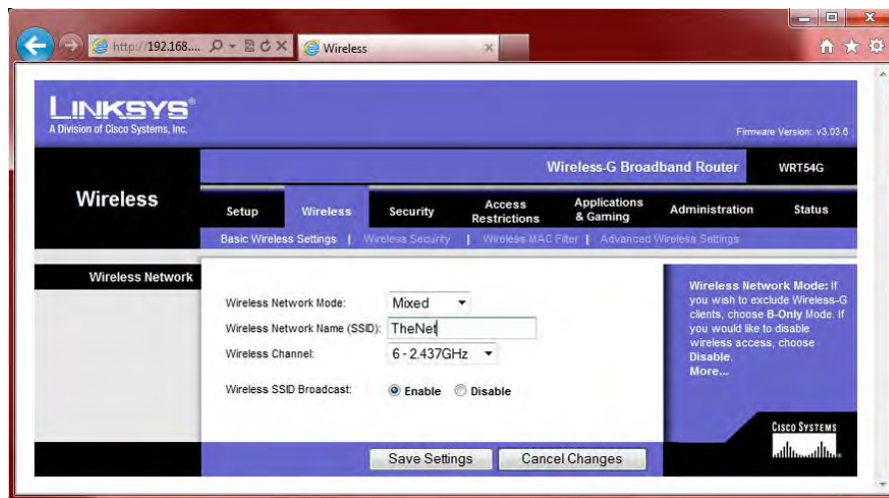 http://192.168....
Wireless
LINKSYS®
A Division of Cisco Systems, Inc.
Firmware Version: v3.03.6
Wireless-G Broadband Router
WRT54G
Wireless
Setup
Wireless
Security
Access
Restrictions
Applications
& Gaming
Administration
Status
Basic Wireless Settings | Wireless Security | Wireless MAC Filter | Advanced Wireless Settings
Wireless Network
Wireless Network Mode: Mixed
Wireless Network Name (SSID): TheNet
Wireless Channel: 6 - 2.437GHz
Wireless SSID Broadcast: Enable Disable
Wireless Network Mode: If
you wish to exclude Wireless-G
clients, choose B-Only Mode. If
you would like to disable
wireless access, choose
Disable.
More...
CISCO SYSTEMS
Save Settings Cancel Changes